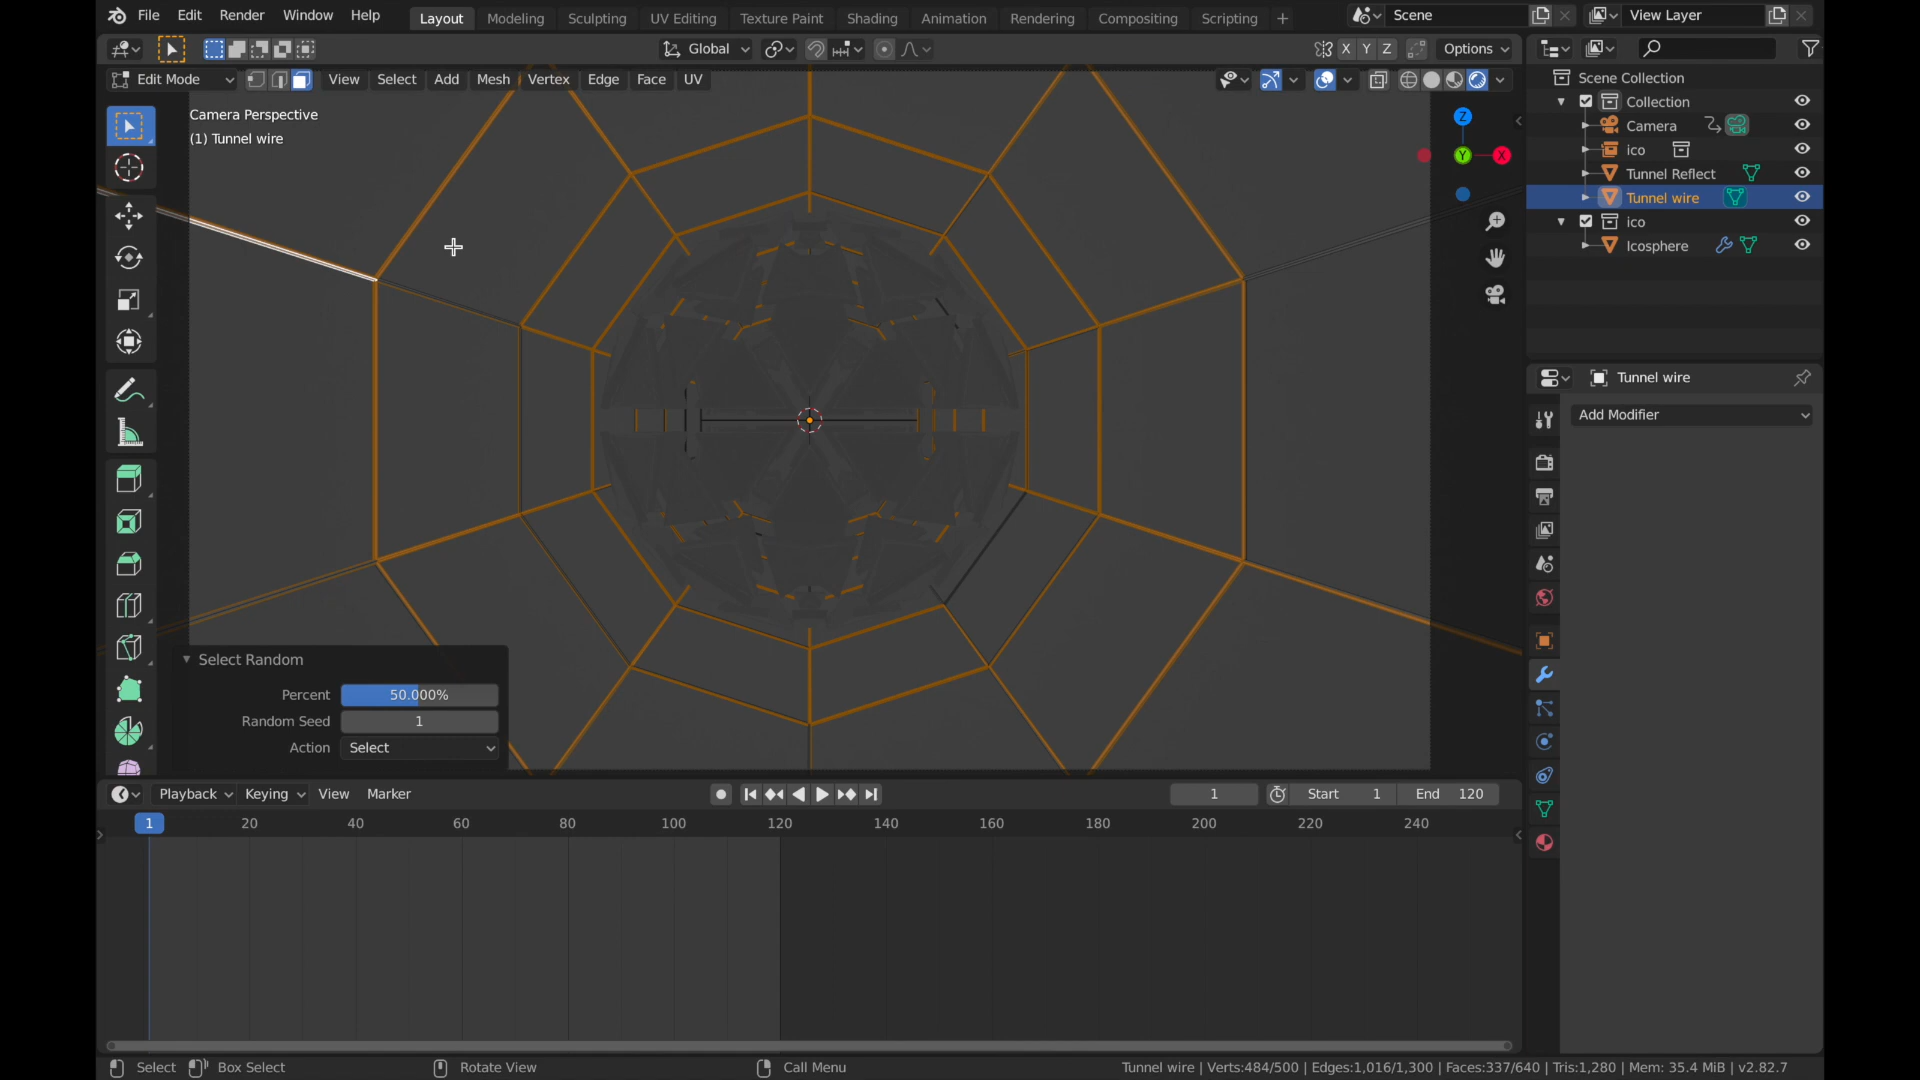 File Edit Render Window Help Layout Modeling Sculpting UV Editing Texture Paint Shading Animation Rendering Compositing Scripting + Scene View Layer
Global X Y Z Options
Edit Mode View Select Add Mesh Vertex Edge Face UV
Camera Perspective
(1) Tunnel wire
Z
Y
X
Scene Collection
Collection
Camera
ico
Tunnel Reflect
Tunnel wire
ico
Icosphere
Tunnel wire
Add Modifier
Select Random
Percent 50.000%
Random Seed 1
Action Select
Playback Keying View Marker 1 Start 1 End 120
1 20 40 60 80 100 120 140 160 180 200 220 240
Select Box Select Rotate View Call Menu Tunnel wire | Verts:484/500 | Edges:1,016/1,300 | Faces:337/640 | Tris:1,280 | Mem: 35.4 MiB | v2.82.7